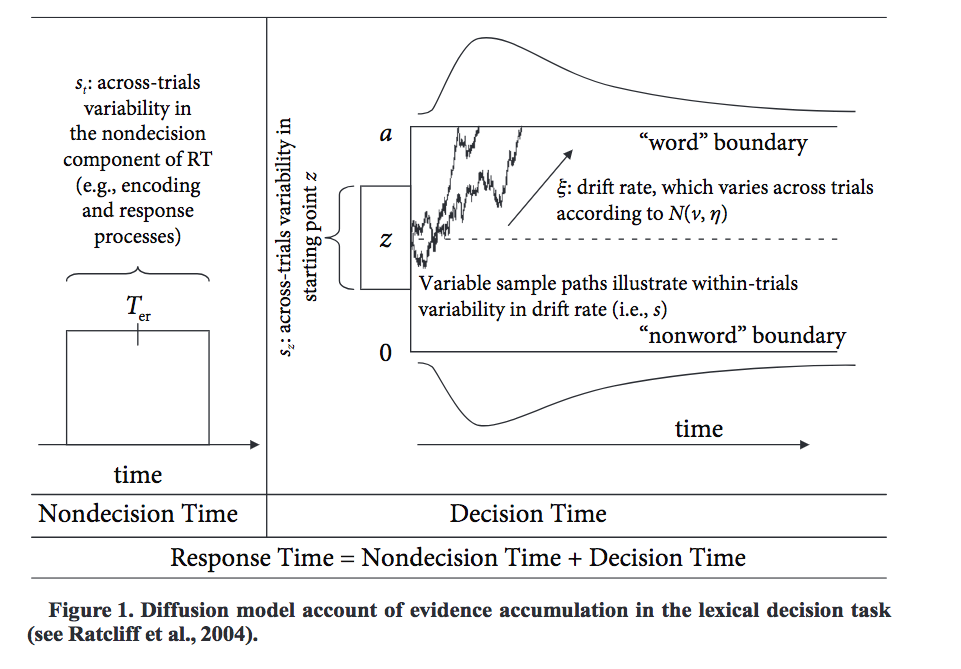 s_t: across-trials
variability in
the nondecision
component of RT
(e.g., encoding
and response
processes)
T_er
time
s_z: across-trials variability in
starting point z
a
z
0
“word” boundary
ξ: drift rate, which varies across trials
according to N(ν, η)
Variable sample paths illustrate within-trials
variability in drift rate (i.e., s)
“nonword” boundary
time
Nondecision Time
Decision Time
Response Time = Nondecision Time + Decision Time
Figure 1. Diffusion model account of evidence accumulation in the lexical decision task
(see Ratcliff et al., 2004).